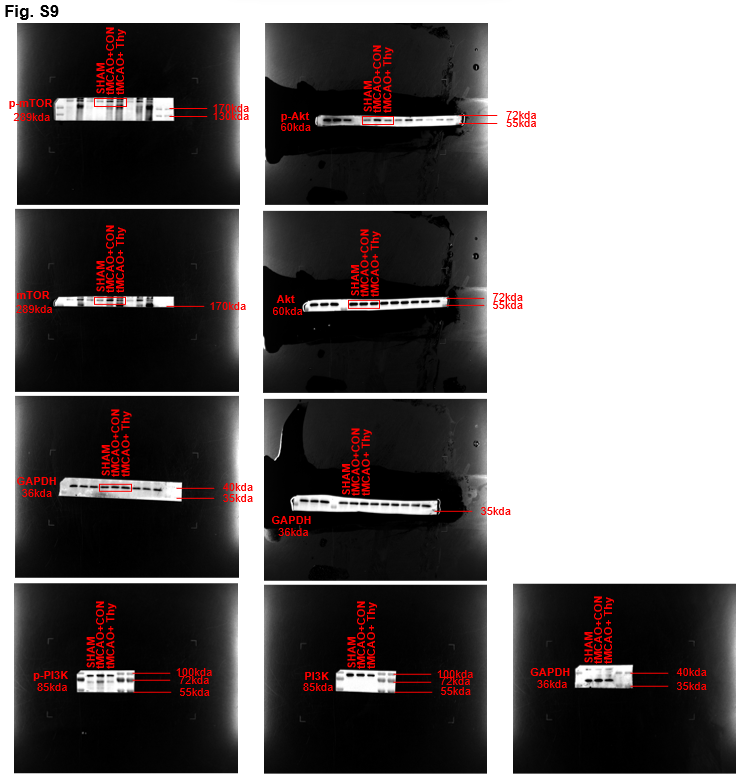 Fig. S9
SHAM
tMCAO+CON
tMCAO+ Thy
p-mTOR
289kda
170kda
130kda
SHAM
tMCAO+CON
tMCAO+ Thy
p-Akt
60kda
72kda
55kda
SHAM
tMCAO+CON
tMCAO+ Thy
mTOR
289kda
170kda
SHAM
tMCAO+CON
tMCAO+ Thy
Akt
60kda
72kda
55kda
SHAM
tMCAO+CON
tMCAO+ Thy
GAPDH
36kda
40kda
35kda
SHAM
tMCAO+CON
tMCAO+ Thy
GAPDH
36kda
35kda
SHAM
tMCAO+CON
tMCAO+ Thy
p-PI3K
85kda
100kda
72kda
55kda
SHAM
tMCAO+CON
tMCAO+ Thy
PI3K
85kda
100kda
72kda
55kda
SHAM
tMCAO+CON
tMCAO+ Thy
GAPDH
36kda
40kda
35kda